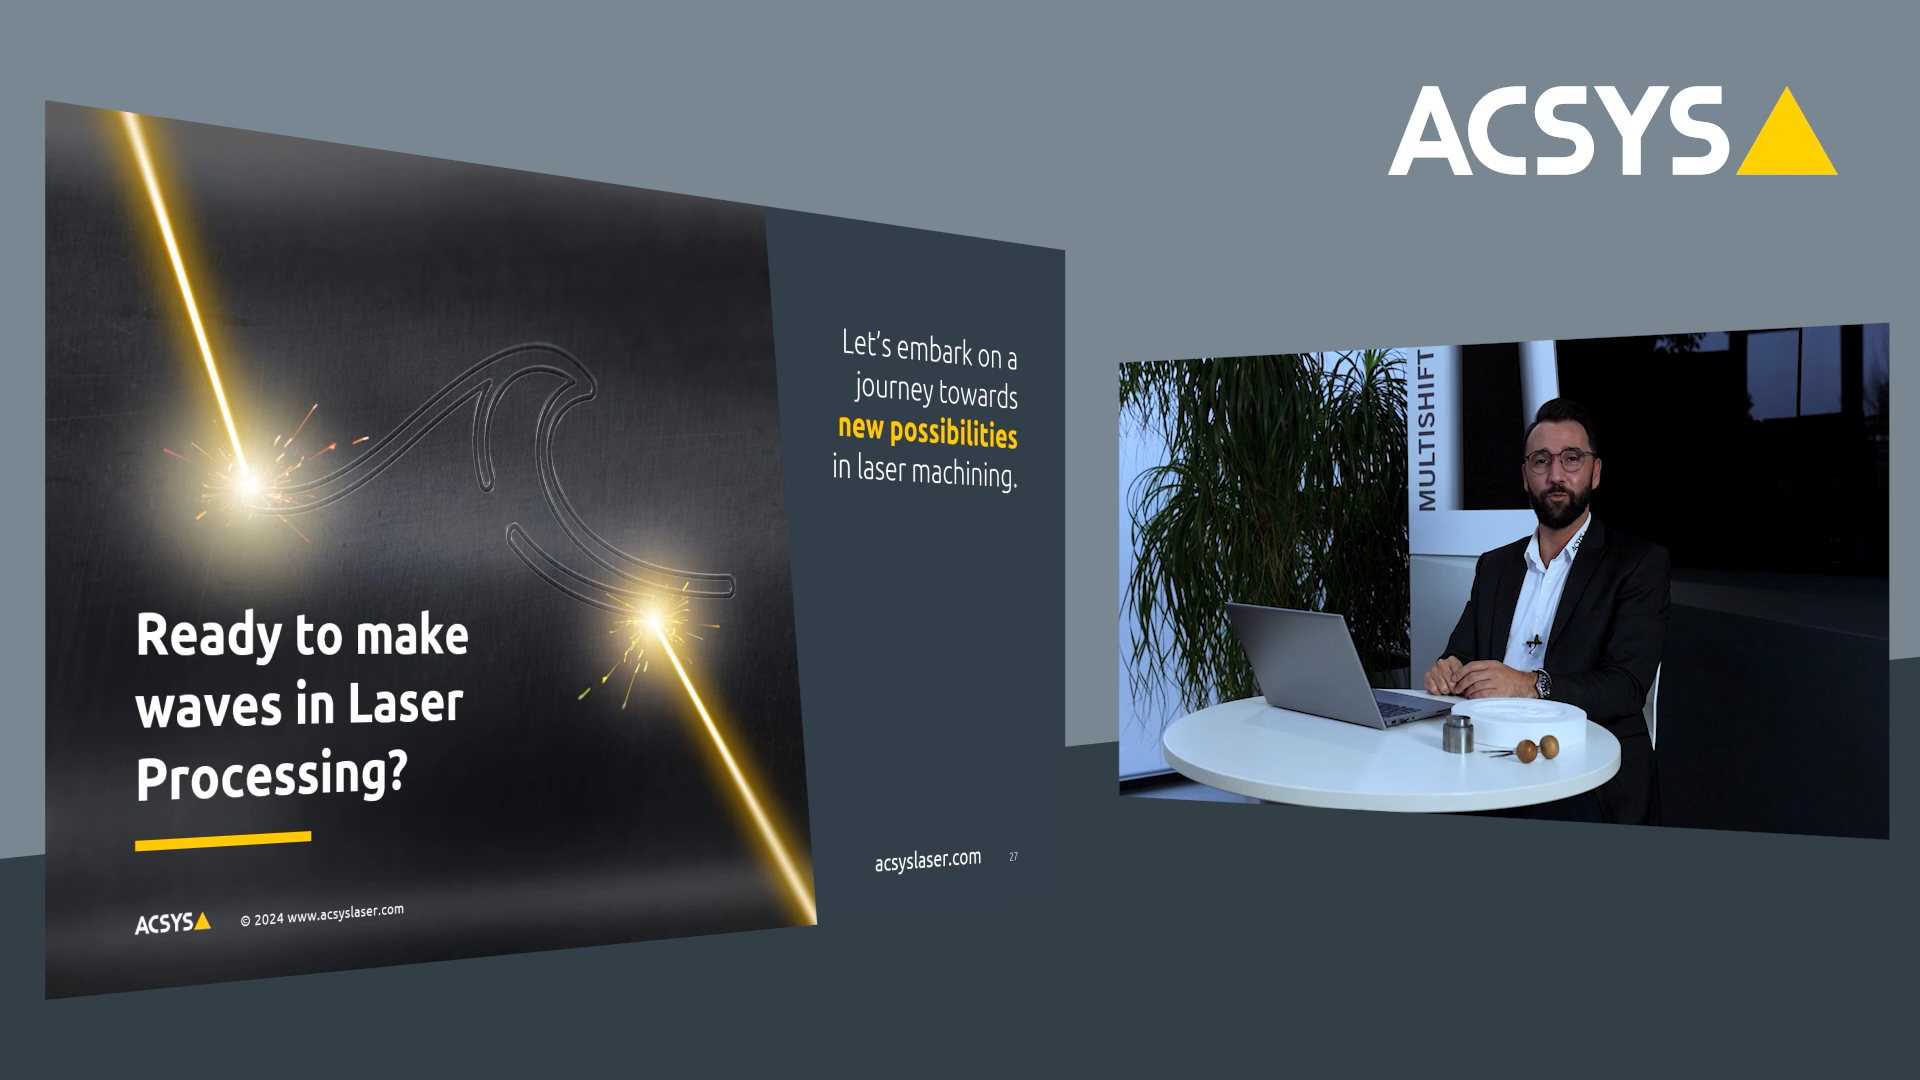 ACSYS
Let's embark on a
journey towards
new possibilities
in laser machining.
MULTISHIFT
Ready to make
waves in Laser
Processing?
acsyslaser.com 27
ACSYS © 2024 www.acsyslaser.com